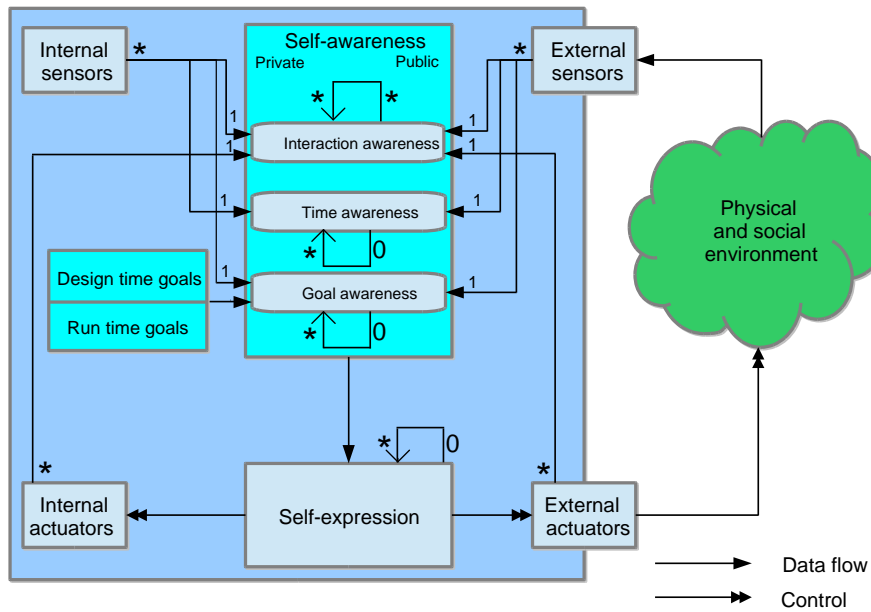 Internal
sensors
*
Self-awareness
Private Public
*
External
sensors
* *
1 1
Interaction awareness
1 1
Physical
and social
environment
1 Time awareness 1
* 0
Design time goals
Run time goals
1 Goal awareness 1
* 0
* 0
*
Internal
actuators
Self-expression
*
External
actuators
Data flow
Control